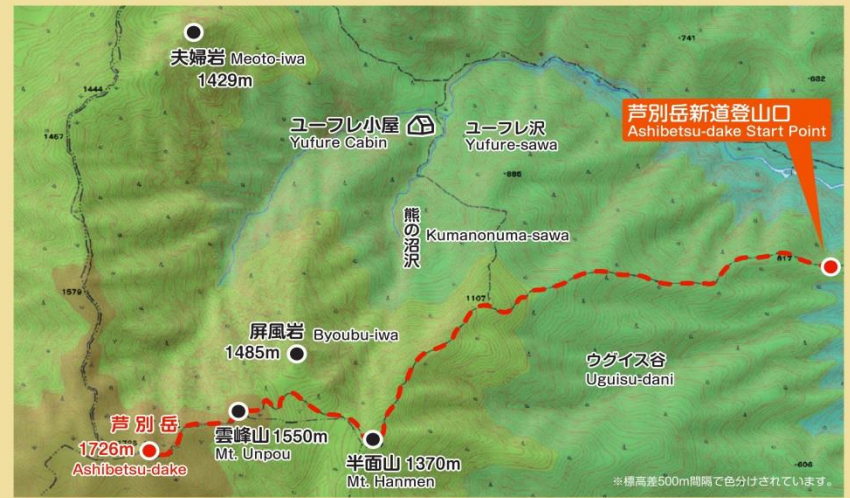 夫婦岩 Meoto-iwa
1429m
741
682
1444
1467
ユーフレ小屋
Yufure Cabin
ユーフレ沢
Yufure-sawa
芦別岳新道登山口
Ashibetsu-dake Start Point
熊の沼沢
Kumanonuma-sawa
817
1579
1107
屏風岩 Byoubu-iwa
1485m
ウグイス谷
Uguisu-dani
芦別岳
1726m
Ashibetsu-dake
雲峰山 1550m
Mt. Unpou
半面山 1370m
Mt. Hanmen
※標高差500m間隔で色分けされています。